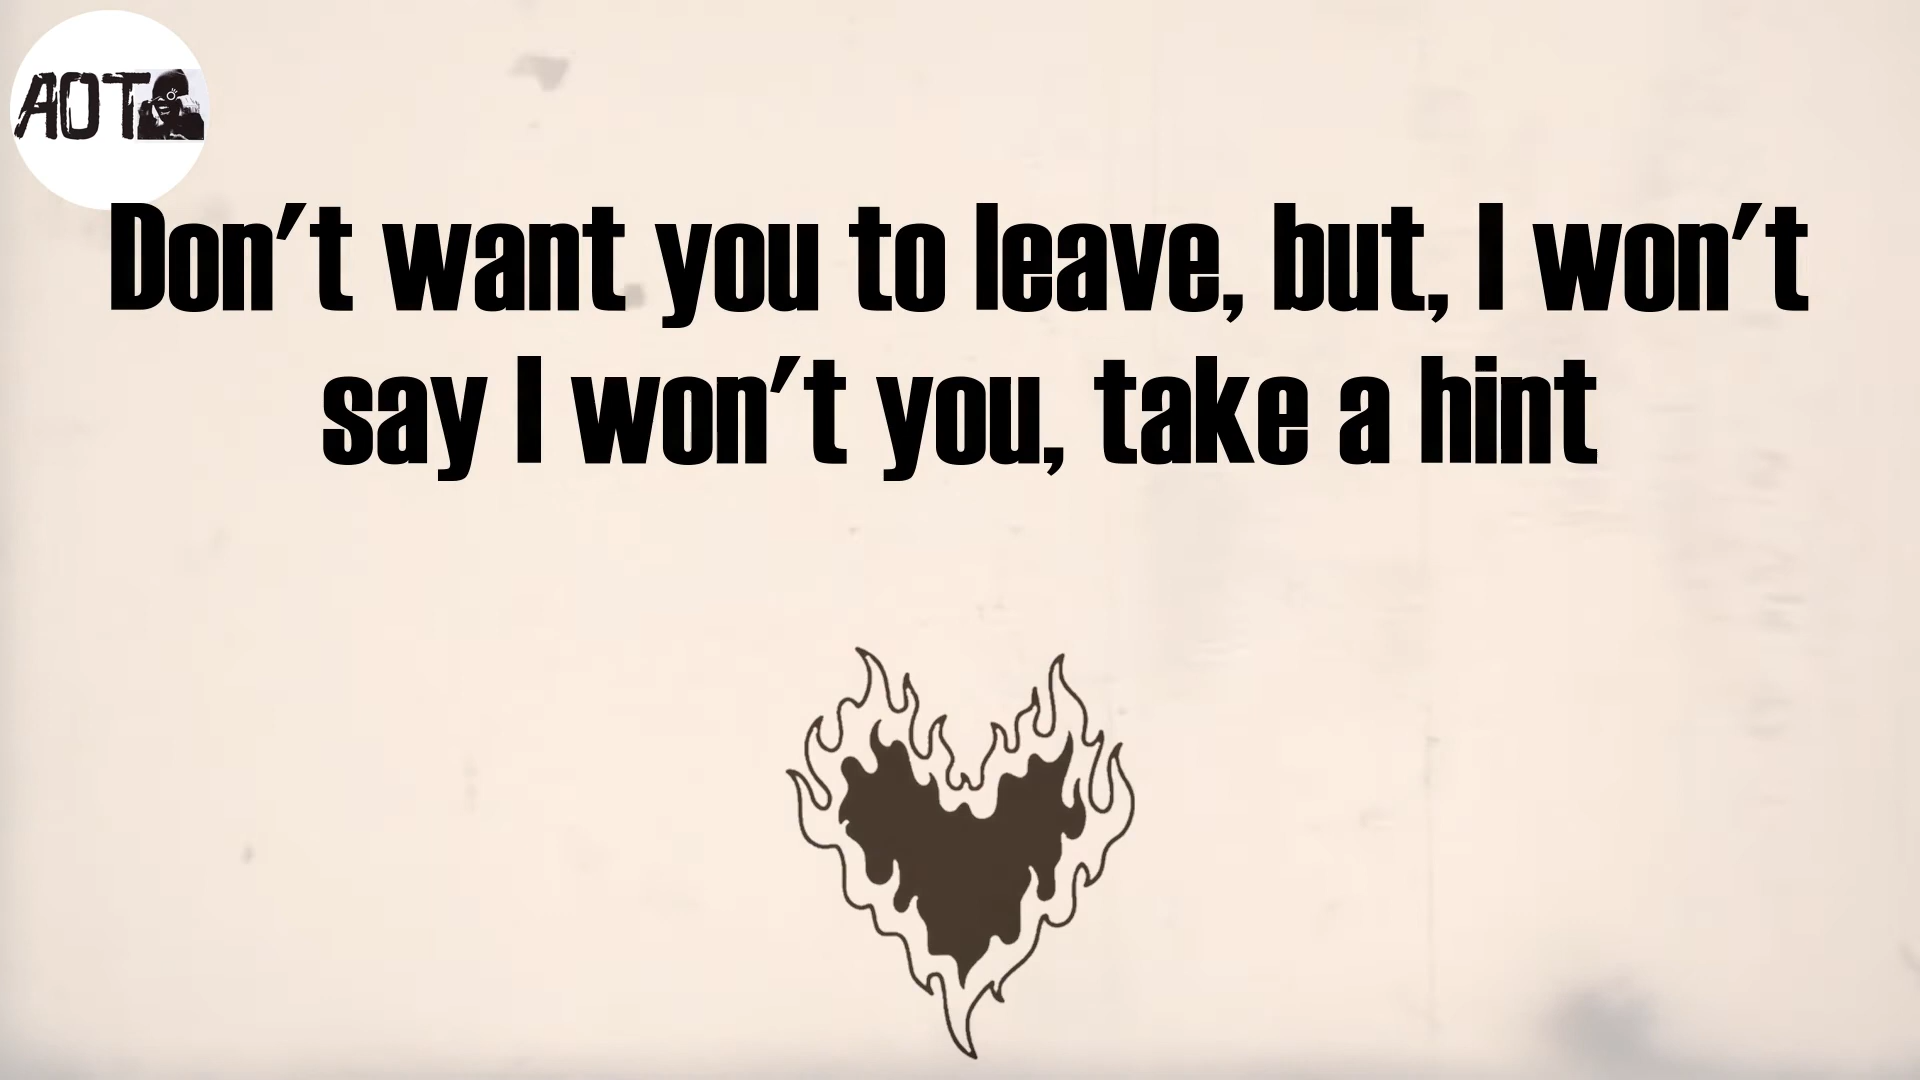 AOT
Don't want you to leave, but, I won't
say I won't you, take a hint